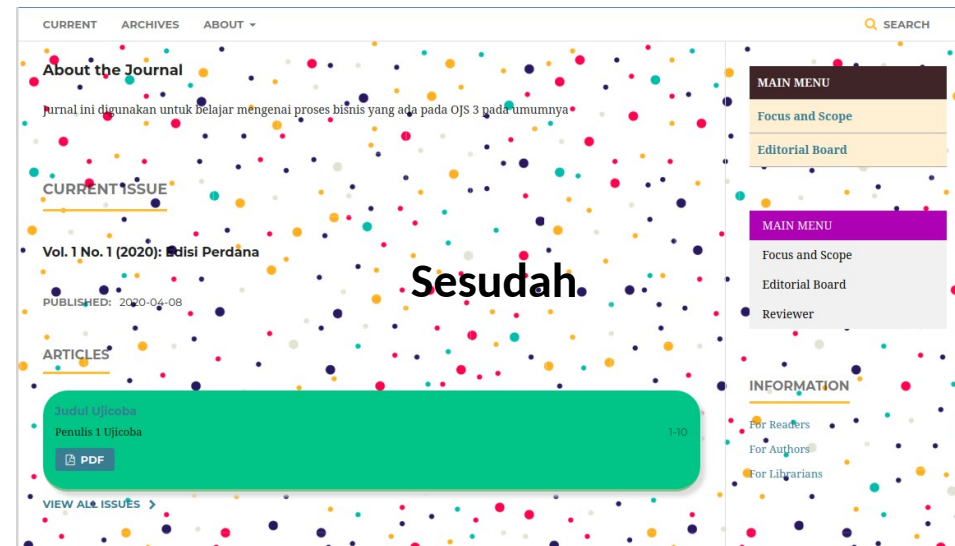 CURRENT ARCHIVES ABOUT
SEARCH
About the Journal
Jurnal ini digunakan untuk belajar mengenai proses bisnis yang ada pada OJS 3 pada umumnya
CURRENT ISSUE
Vol. 1 No. 1 (2020): Edisi Perdana
Sesudah
PUBLISHED: 2020-04-08
ARTICLES
Judul Ujicoba
Penulis 1 Ujicoba
1-10
PDF
VIEW ALL ISSUES
MAIN MENU
Focus and Scope
Editorial Board
MAIN MENU
Focus and Scope
Editorial Board
Reviewer
INFORMATION
For Readers
For Authors
For Librarians